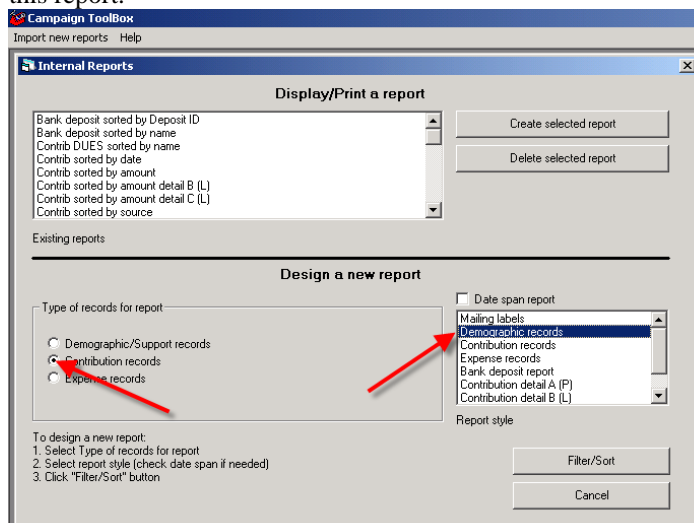 this report.
Campaign ToolBox
Import new reports Help
Internal Reports
Display/Print a report
Bank deposit sorted by Deposit ID
Bank deposit sorted by name
Contrib DUES sorted by name
Contrib sorted by date
Contrib sorted by amount
Contrib sorted by amount detail B (L)
Contrib sorted by amount detail C (L)
Contrib sorted by source
Create selected report
Delete selected report
Existing reports
Design a new report
Type of records for report
Demographic/Support records
Contribution records
Expense records
Date span report
Mailing labels
Demographic records
Contribution records
Expense records
Bank deposit report
Contribution detail A (P)
Contribution detail B (L)
Report style
To design a new report:
1. Select Type of records for report
2. Select report style (check date span if needed)
3. Click "Filter/Sort" button
Filter/Sort
Cancel